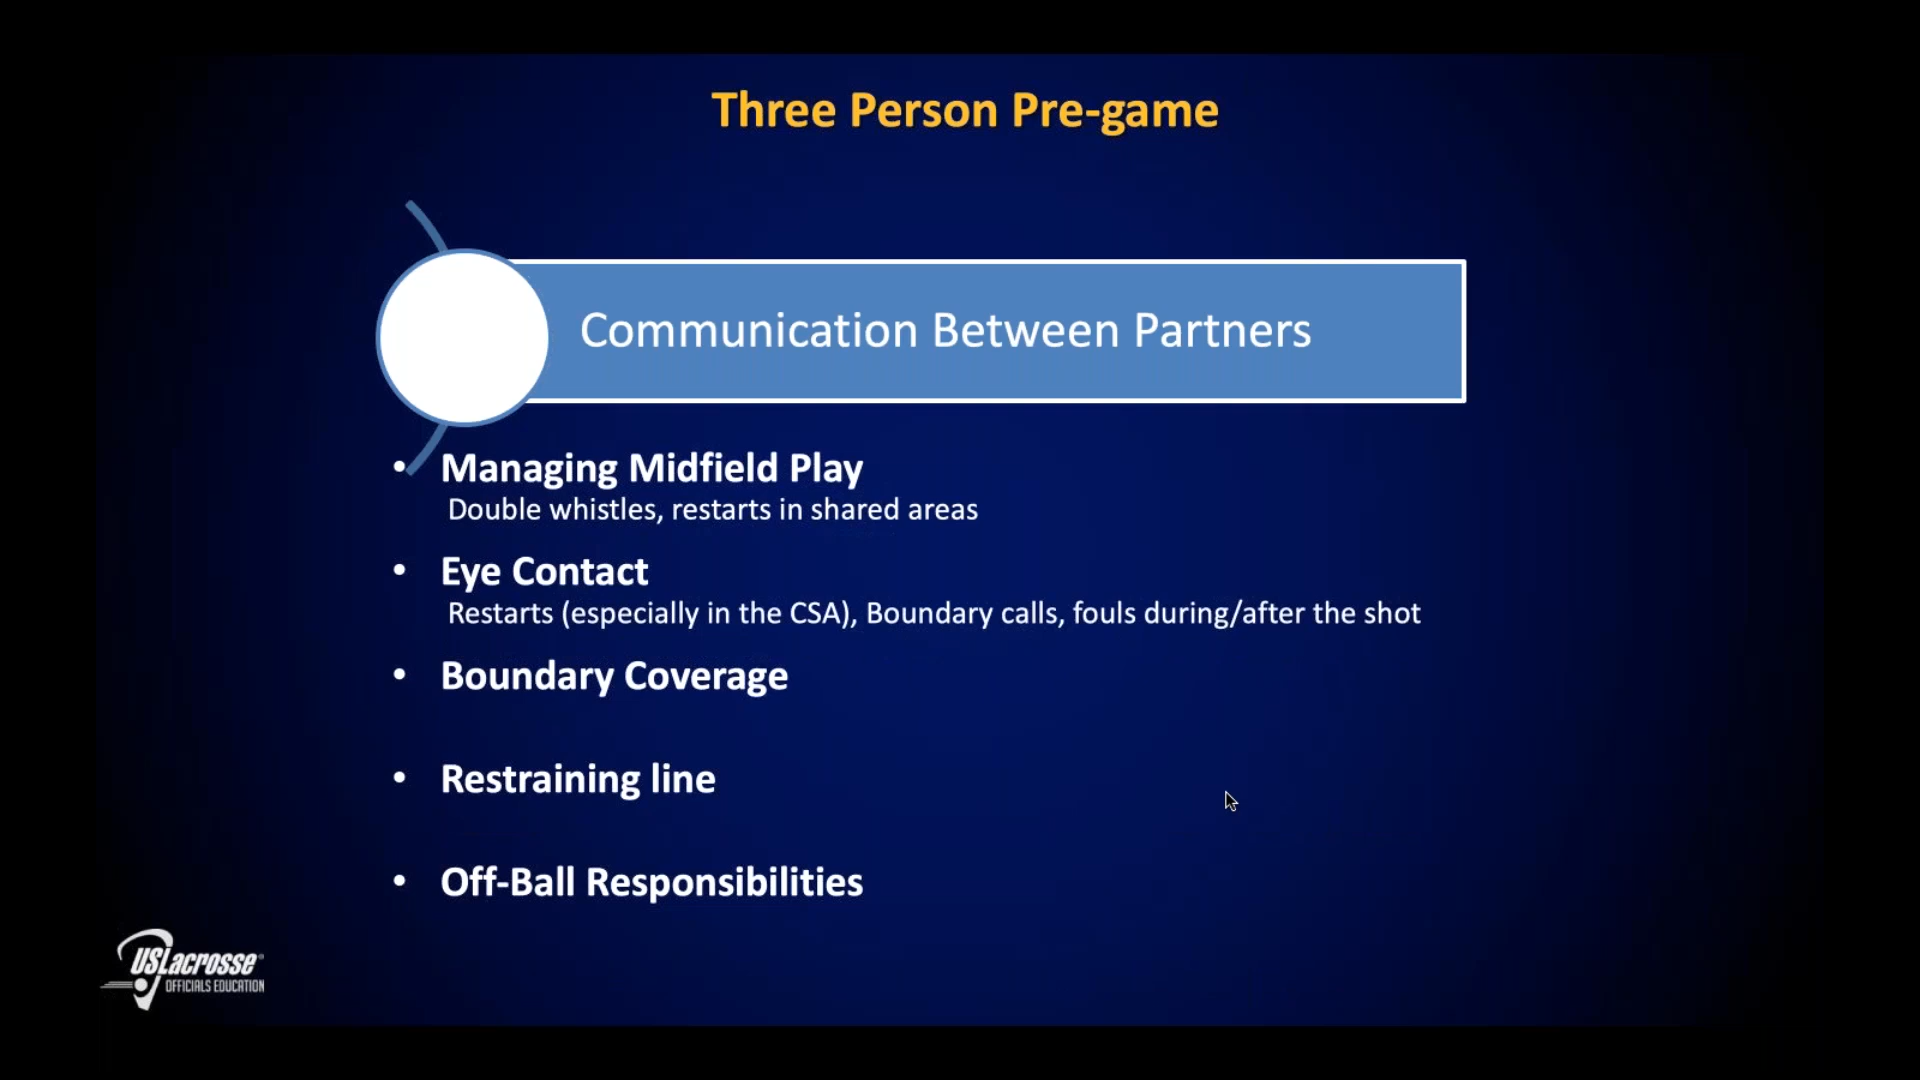 Three Person Pre-game
Communication Between Partners
• Managing Midfield Play
Double whistles, restarts in shared areas
• Eye Contact
Restarts (especially in the CSA), Boundary calls, fouls during/after the shot
• Boundary Coverage
• Restraining line
• Off-Ball Responsibilities
USLacrosse
OFFICIALS EDUCATION